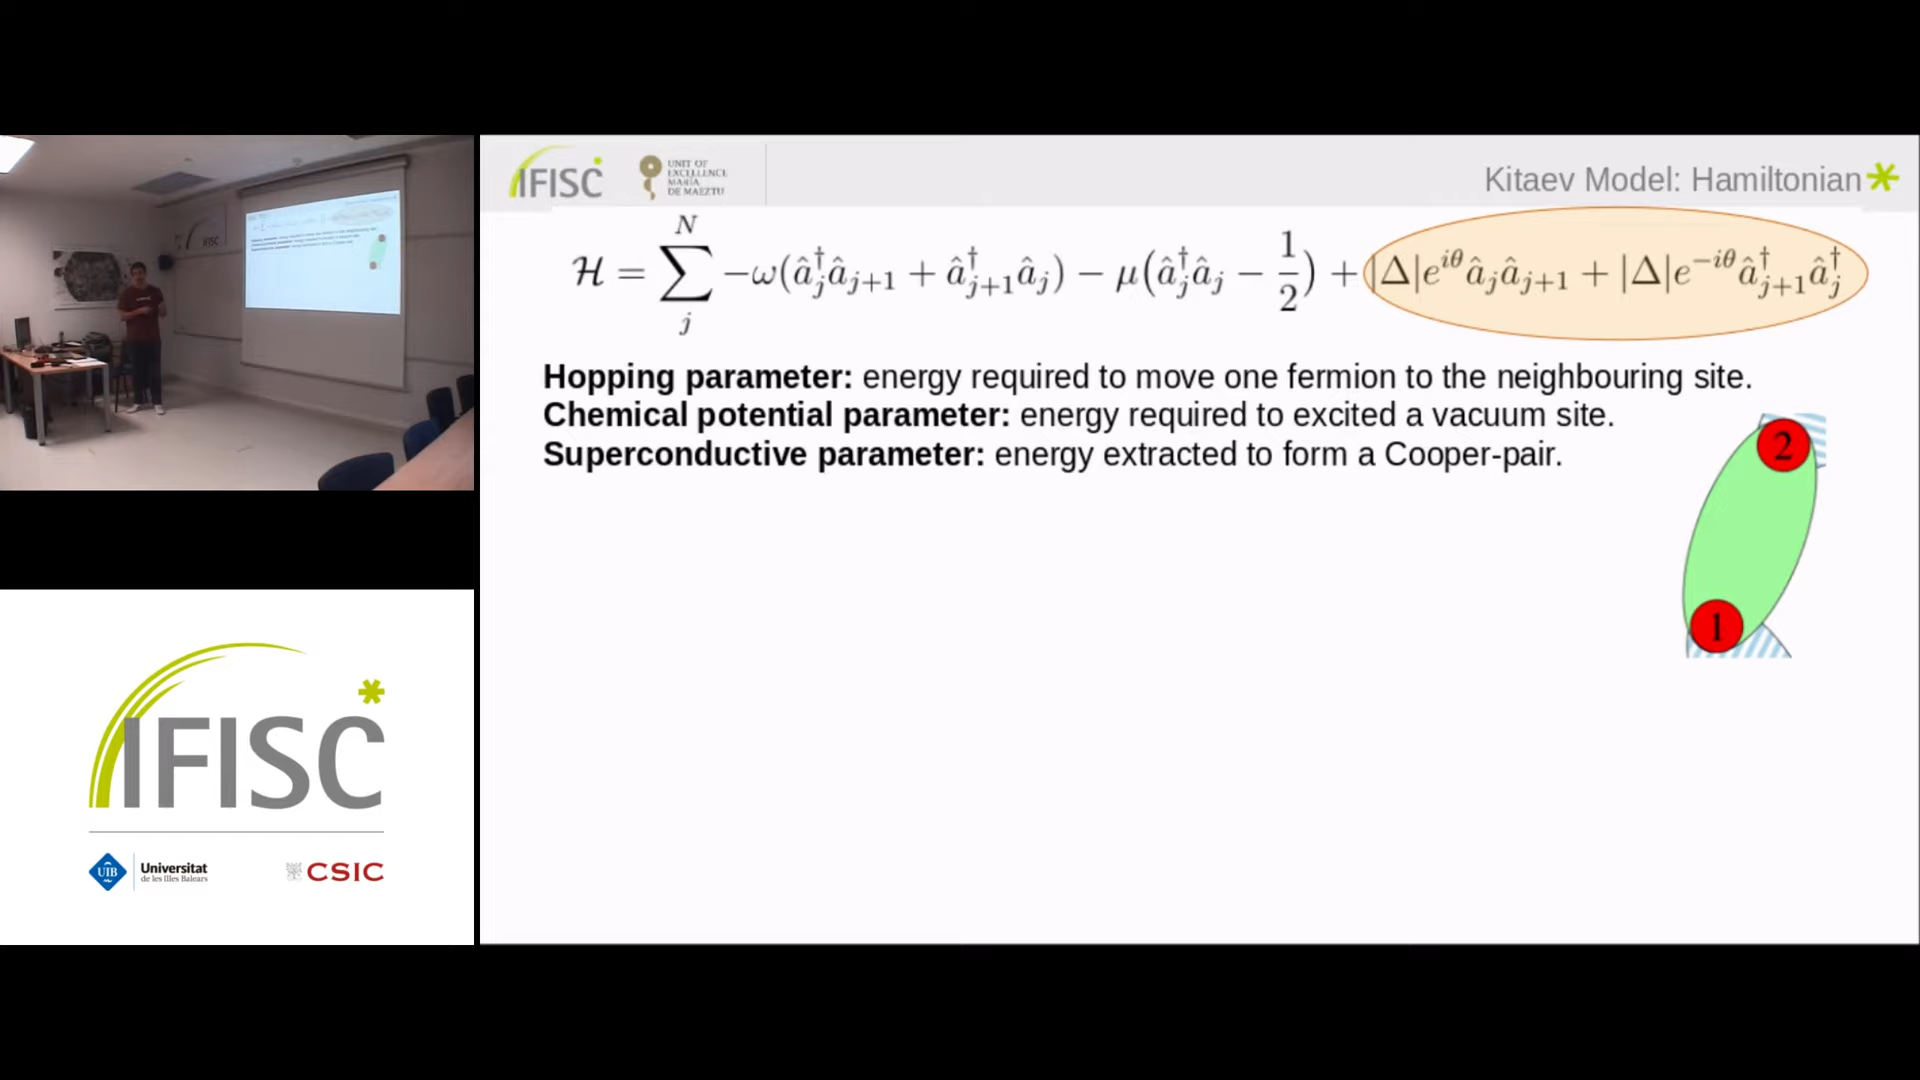 IFISC
UNIT OF
EXCELLENCE
MARÍA
DE MAEZTU
Kitaev Model: Hamiltonian
$\mathcal{H} = \sum_{j}^{N} -\omega(\hat{a}_j^\dagger \hat{a}_{j+1} + \hat{a}_{j+1}^\dagger \hat{a}_j) - \mu(\hat{a}_j^\dagger \hat{a}_j - \frac{1}{2}) + |\Delta|e^{i\theta} \hat{a}_j \hat{a}_{j+1} + |\Delta|e^{-i\theta} \hat{a}_{j+1}^\dagger \hat{a}_j^\dagger$
Hopping parameter: energy required to move one fermion to the neighbouring site.
Chemical potential parameter: energy required to excited a vacuum site.
Superconductive parameter: energy extracted to form a Cooper-pair.
2
1
IFISC
UIB
Universitat
de les Illes Balears
CSIC